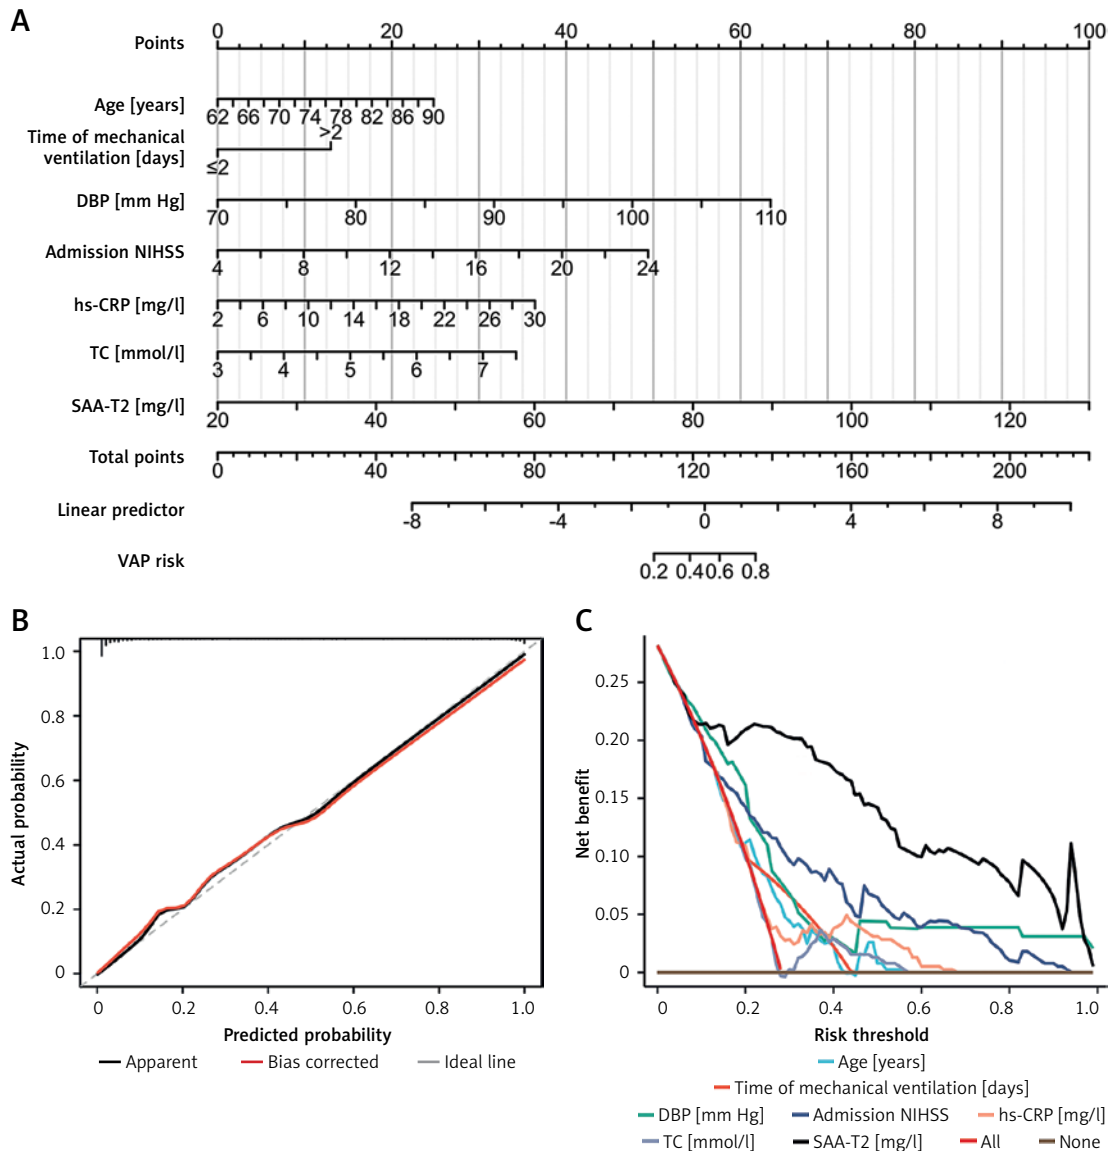 A
Points
0 20 40 60 80 100
Age [years]
62 66 70 74 78 82 86 90
Time of mechanical
ventilation [days]
>2
≤2
DBP [mm Hg]
70 80 90 100 110
Admission NIHSS
4 8 12 16 20 24
hs-CRP [mg/l]
2 6 10 14 18 22 26 30
TC [mmol/l]
3 4 5 6 7
SAA-T2 [mg/l]
20 40 60 80 100 120
Total points
0 40 80 120 160 200
Linear predictor
-8 -4 0 4 8
VAP risk
0.2 0.4 0.6 0.8
B
Actual probability
1.0
0.8
0.6
0.4
0.2
0
0 0.2 0.4 0.6 0.8 1.0
Predicted probability
Apparent Bias corrected Ideal line
C
Net benefit
0.25
0.20
0.15
0.10
0.05
0
0 0.2 0.4 0.6 0.8 1.0
Risk threshold
Age [years]
Time of mechanical ventilation [days]
DBP [mm Hg] Admission NIHSS hs-CRP [mg/l]
TC [mmol/l] SAA-T2 [mg/l] All None